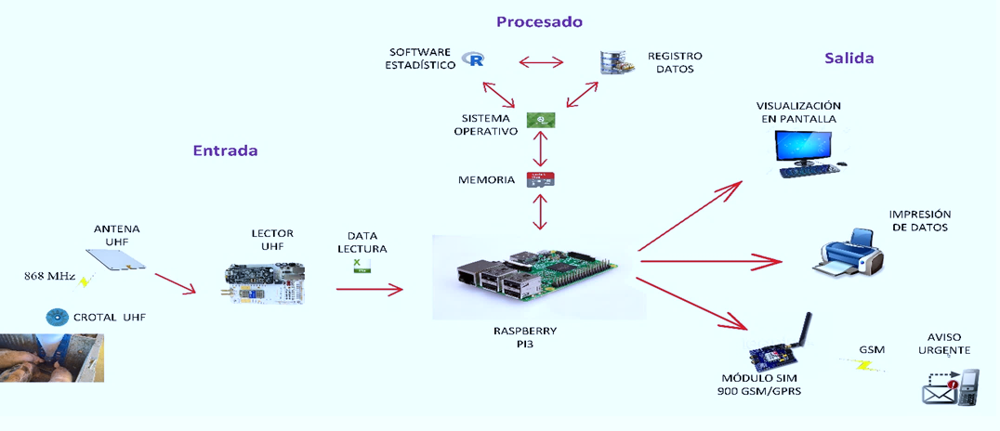 Procesado
SOFTWARE
ESTADÍSTICO
R
REGISTRO
DATOS
Salida
VISUALIZACIÓN
EN PANTALLA
SISTEMA
OPERATIVO
Entrada
MEMORIA
ANTENA
UHF
LECTOR
UHF
DATA
LECTURA
X
IMPRESIÓN
DE DATOS
868 MHz
CROTAL UHF
RASPBERRY
PI3
MÓDULO SIM
900 GSM/GPRS
GSM
AVISO
URGENTE